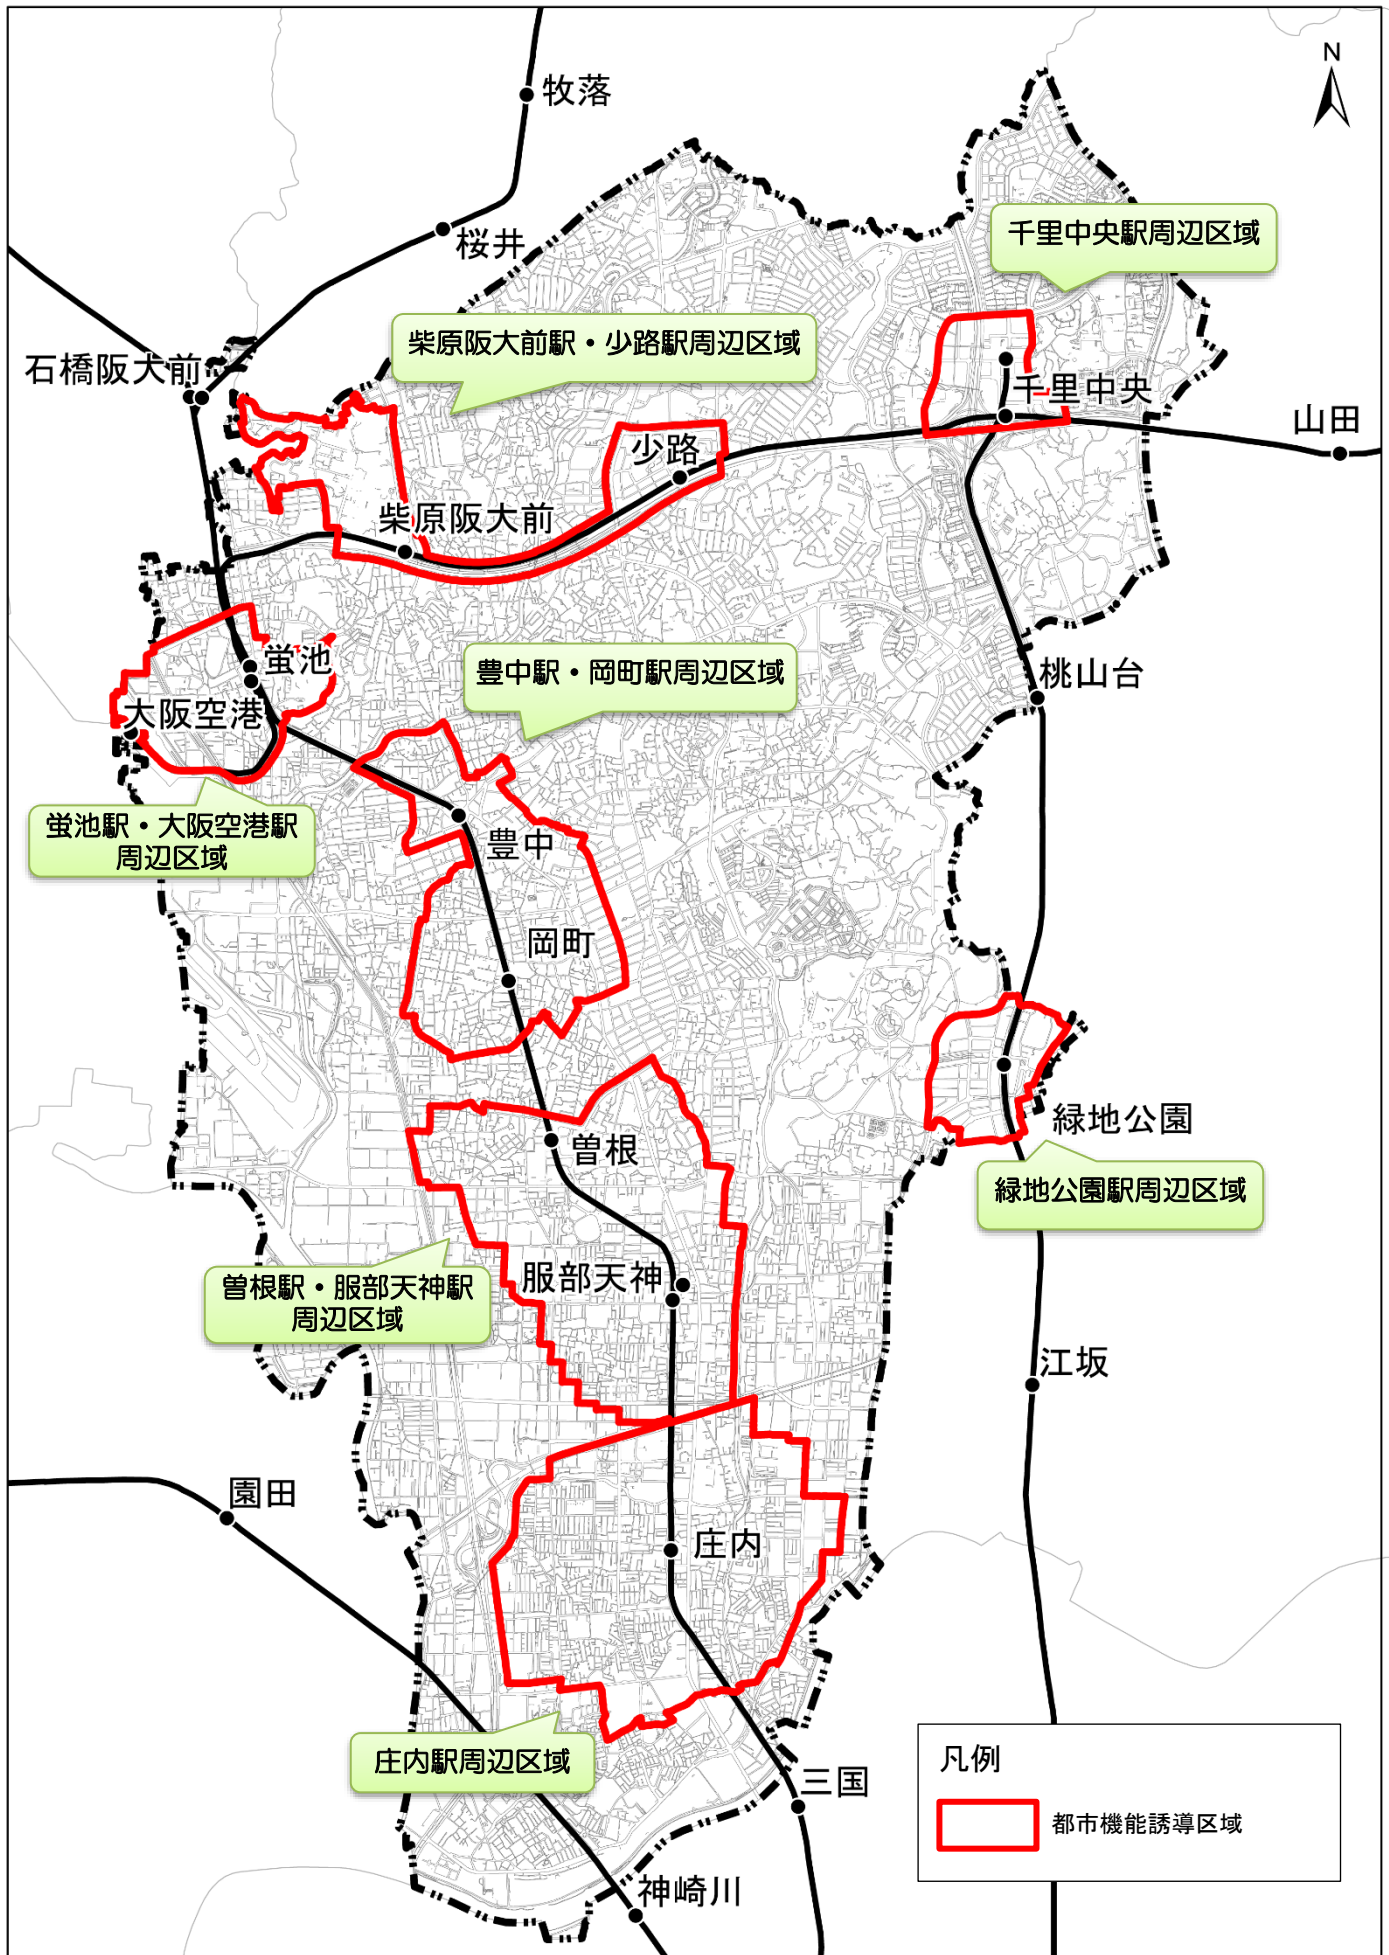 N
牧落
千里中央駅周辺区域
桜井
柴原阪大前駅・少路駅周辺区域
石橋阪大前
千里中央
山田
少路
柴原阪大前
蛍池
豊中駅・岡町駅周辺区域
桃山台
大阪空港
蛍池駅・大阪空港駅
周辺区域
豊中
岡町
緑地公園
曽根
緑地公園駅周辺区域
服部天神
曽根駅・服部天神駅
周辺区域
江坂
園田
庄内
庄内駅周辺区域
三国
凡例
都市機能誘導区域
神崎川